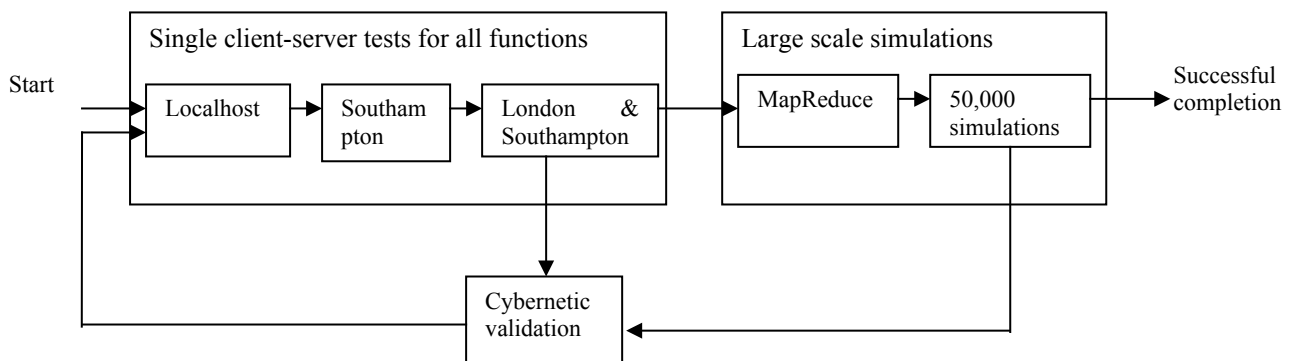 Single client-server tests for all functions
Large scale simulations
Start
Localhost
Southam
pton
London &
Southampton
MapReduce
50,000
simulations
Successful
completion
Cybernetic
validation